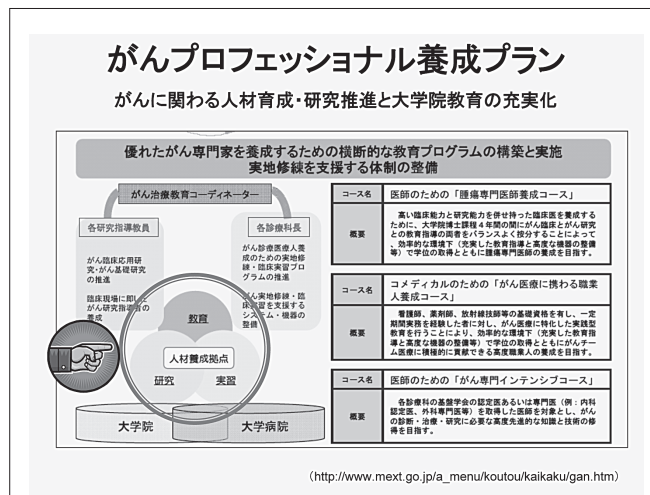 がんプロフェッショナル養成プラン
がんに関わる人材育成・研究推進と大学院教育の充実化
優れたがん専門家を養成するための横断的な教育プログラムの構築と実施
実地修練を支援する体制の整備
がん治療教育コーディネーター
各研究指導教員
がん臨床応用研
究・がん基礎研究
の推進
臨床現場に即した
がん研究指導者の
養成
各診療科長
がん診療医療人養
成のための実地修
練・臨床実習プロ
グラムの推進
がん実地修練・臨
床実習を支援する
システム・機器の
整備
教育
人材養成拠点
研究
実習
大学院
大学病院
コース名
医師のための「腫瘍専門医師養成コース」
概要
高い臨床能力と研究能力を併せ持った臨床医を養成する
ために、大学院博士課程４年間の間にがん臨床とがん研究
との教育指導の両者をバランスよく按分することによって
、効率的な環境下（充実した教育指導と高度な機器の整備
等）で学位の取得とともに腫瘍専門医師の養成を目指す。
コース名
コメディカルのための「がん医療に携わる職業
人養成コース」
概要
看護師、薬剤師、放射線技師等の基礎資格を有し、一定
期間実務を経験した者に対し、がん医療に特化した実践型
教育を行うことにより、効率的な環境下（充実した教育指
導と高度な機器の整備等）で学位の取得とともにがんチー
ム医療に積極的に貢献できる高度職業人の養成を目指す。
コース名
医師のための「がん専門インテンシブコース」
概要
各診療科の基盤学会の認定医あるいは専門医（例：内科
認定医、外科専門医等）を取得した医師を対象とし、がん
の診断・治療・研究に必要な高度先進的な知識と技術の修
得を目指す。
（http://www.mext.go.jp/a_menu/koutou/kaikaku/gan.htm）